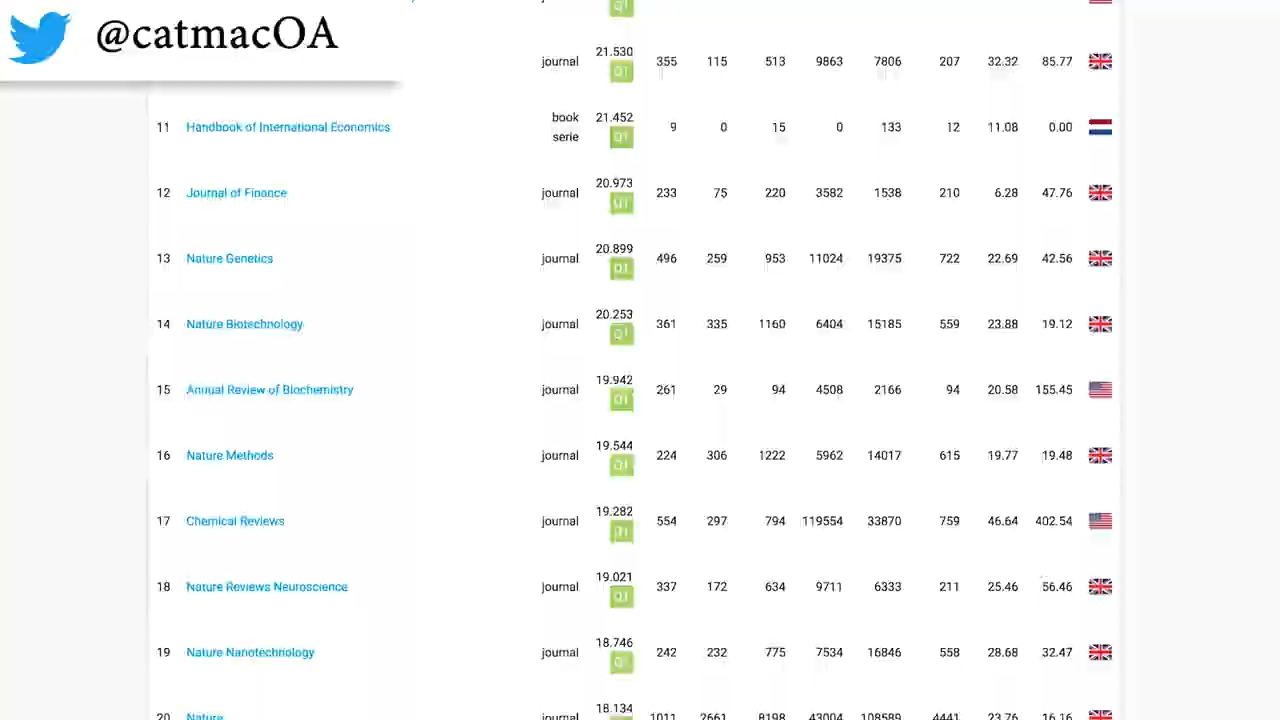 @catmacOA
Q1
journal 21.530 Q1 355 115 513 9863 7806 207 32.32 85.77
11 Handbook of International Economics book serie 21.452 Q1 9 0 15 0 133 12 11.08 0.00
12 Journal of Finance journal 20.973 Q1 233 75 220 3582 1538 210 6.28 47.76
13 Nature Genetics journal 20.899 Q1 496 259 953 11024 19375 722 22.69 42.56
14 Nature Biotechnology journal 20.253 Q1 361 335 1160 6404 15185 559 23.88 19.12
15 Annual Review of Biochemistry journal 19.942 Q1 261 29 94 4508 2166 94 20.58 155.45
16 Nature Methods journal 19.544 Q1 224 306 1222 5962 14017 615 19.77 19.48
17 Chemical Reviews journal 19.282 Q1 554 297 794 119554 33870 759 46.64 402.54
18 Nature Reviews Neuroscience journal 19.021 Q1 337 172 634 9711 6333 211 25.46 56.46
19 Nature Nanotechnology journal 18.746 Q1 242 232 775 7534 16846 558 28.68 32.47
20 Nature 18.134 1011 2661 8198 43004 108589 4441 23.76 16.16